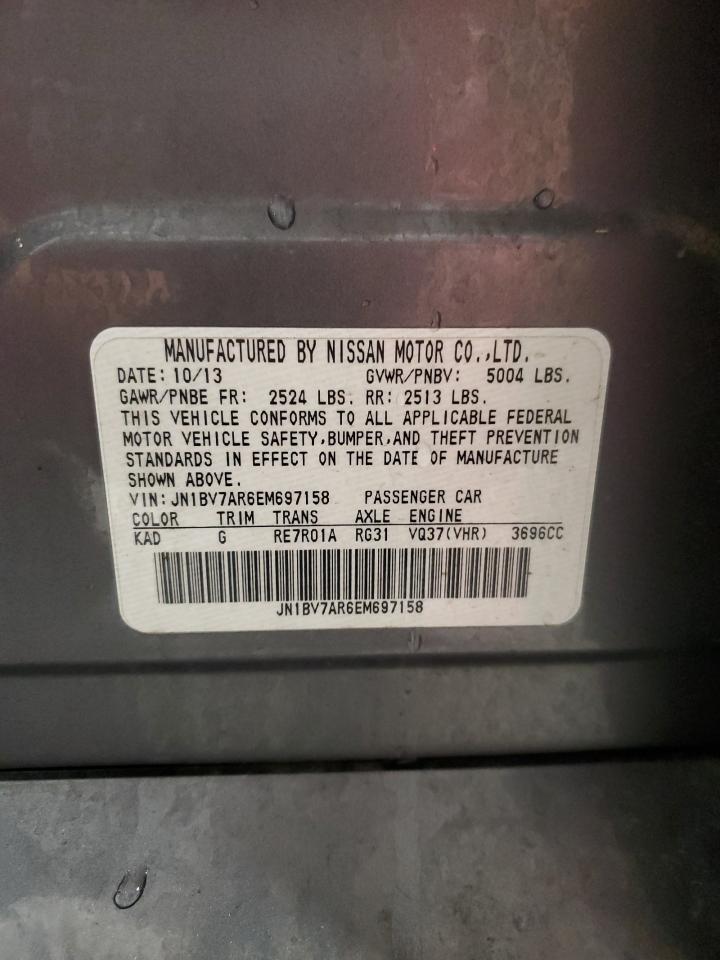 MANUFACTURED BY NISSAN MOTOR CO.,LTD.
DATE: 10/13 GVWR/PNBV: 5004 LBS.
GAWR/PNBE FR: 2524 LBS. RR: 2513 LBS.
THIS VEHICLE CONFORMS TO ALL APPLICABLE FEDERAL
MOTOR VEHICLE SAFETY,BUMPER,AND THEFT PREVENTION
STANDARDS IN EFFECT ON THE DATE OF MANUFACTURE
SHOWN ABOVE.
VIN: JN1BV7AR6EM697158 PASSENGER CAR
COLOR TRIM TRANS AXLE ENGINE
KAD G RE7R01A RG31 VQ37(VHR) 3696CC
JN1BV7AR6EM697158